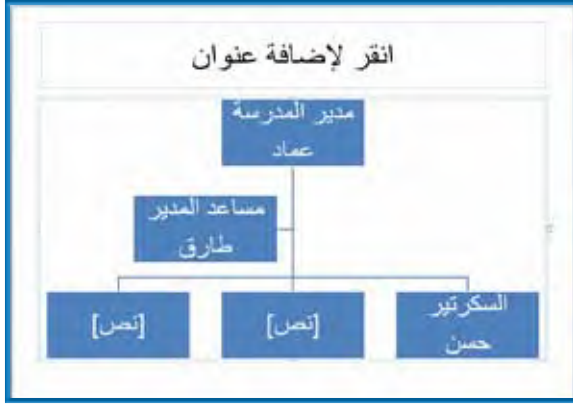 انقر لإضافة عنوان
مدير المدرسة
عماد
مساعد المدير
طارق
السكرتير
حسن
[نص]
[نص]